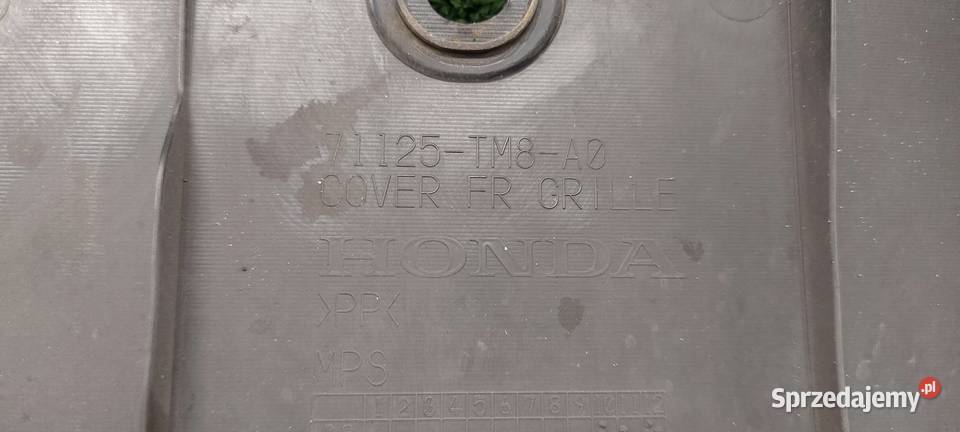 71125-TM8-A0
COVER FR GRILLE
HONDA
>PP<
MPS
1 2 3 4 5 6 7 8 9 10 11 12
Sprzedajemy.pl